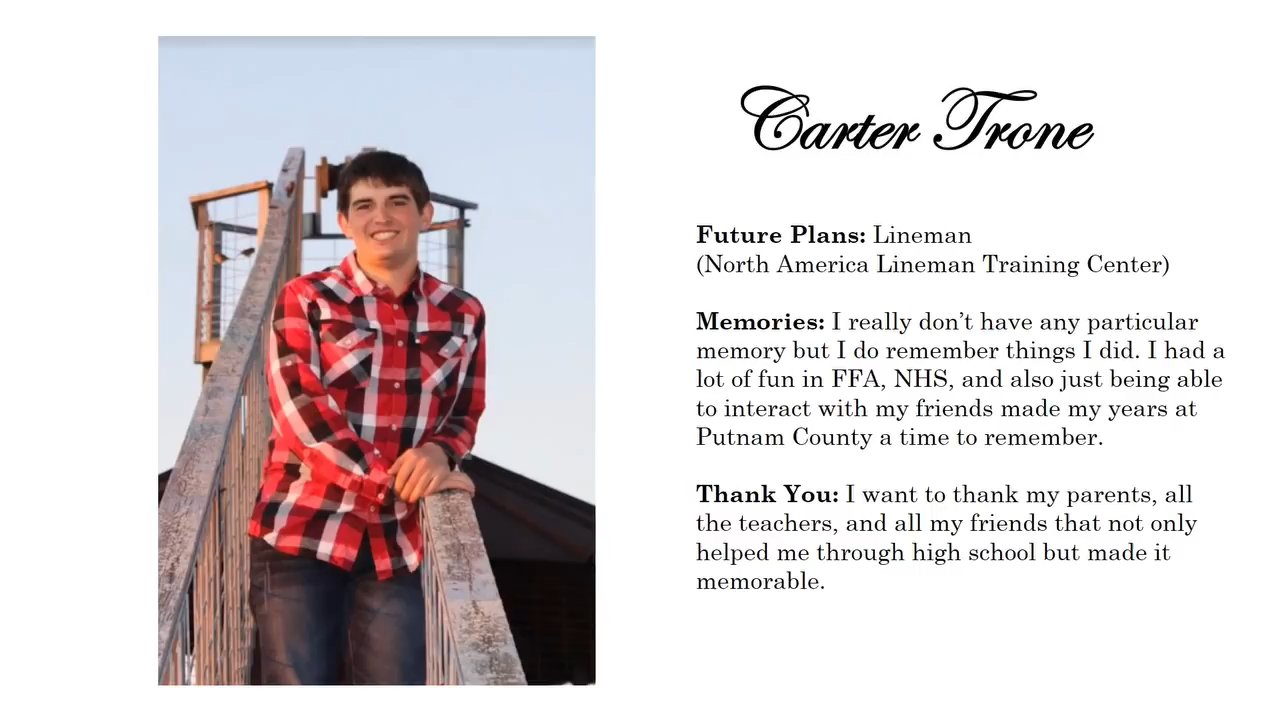 Carter Trone
Future Plans: Lineman
(North America Lineman Training Center)
Memories: I really don’t have any particular
memory but I do remember things I did. I had a
lot of fun in FFA, NHS, and also just being able
to interact with my friends made my years at
Putnam County a time to remember.
Thank You: I want to thank my parents, all
the teachers, and all my friends that not only
helped me through high school but made it
memorable.